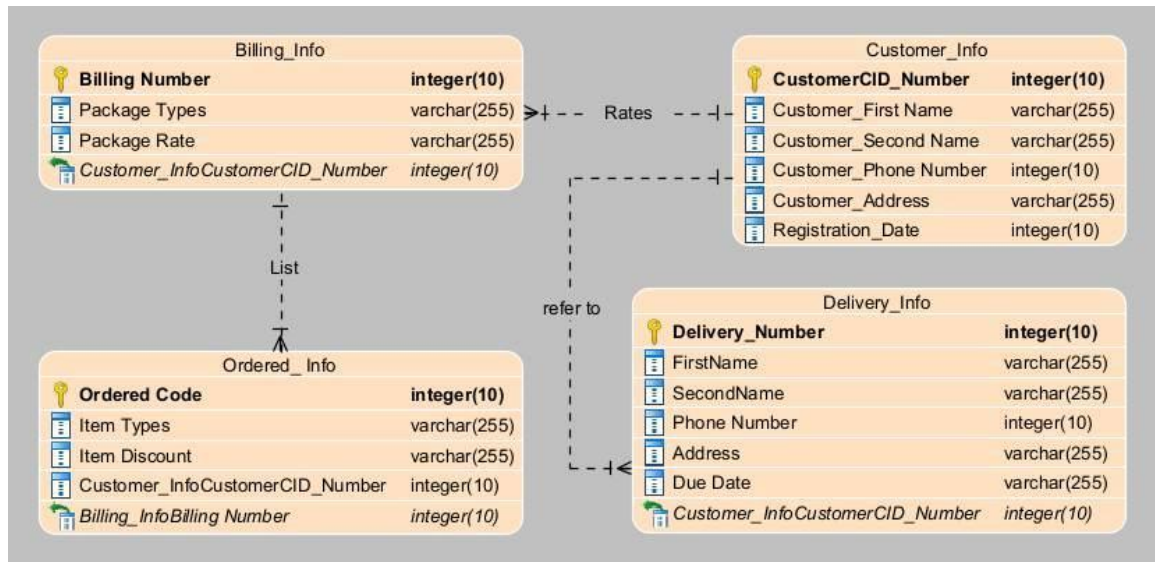 Billing_Info
Billing Number integer(10)
Package Types varchar(255)
Package Rate varchar(255)
Customer_InfoCustomerCID_Number integer(10)
Rates
Customer_Info
CustomerCID_Number integer(10)
Customer_First Name varchar(255)
Customer_Second Name varchar(255)
Customer_Phone Number integer(10)
Customer_Address varchar(255)
Registration_Date integer(10)
List
refer to
Ordered_ Info
Ordered Code integer(10)
Item Types varchar(255)
Item Discount varchar(255)
Customer_InfoCustomerCID_Number integer(10)
Billing_InfoBilling Number integer(10)
Delivery_Info
Delivery_Number integer(10)
FirstName varchar(255)
SecondName varchar(255)
Phone Number integer(10)
Address varchar(255)
Due Date varchar(255)
Customer_InfoCustomerCID_Number integer(10)